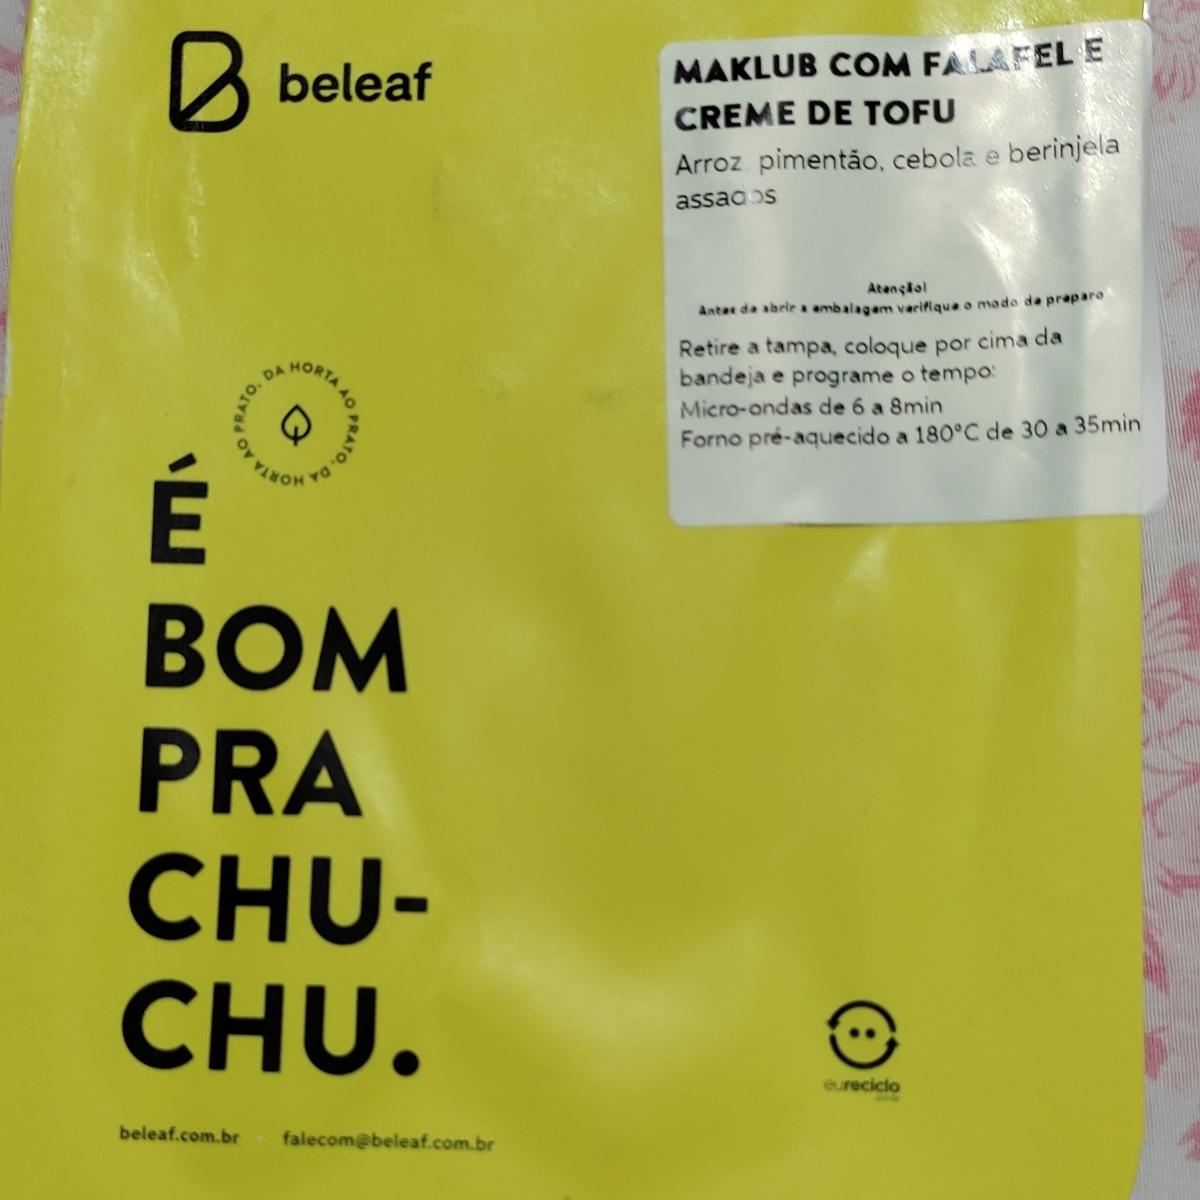 beleaf
MAKLUB COM FALAFEL E
CREME DE TOFU
Arroz, pimentão, cebola e berinjela
assados
Atenção!
Antes de abrir a embalagem verifique o modo de preparo
Retire a tampa, coloque por cima da
bandeja e programe o tempo:
Micro-ondas de 6 a 8min
Forno pré-aquecido a 180°C de 30 a 35min
DA HORTA AO PRATO. DA HORTA AO PRATO.
É
BOM
PRA
CHU-
CHU.
eureciclo
beleaf.com.br • falecom@beleaf.com.br